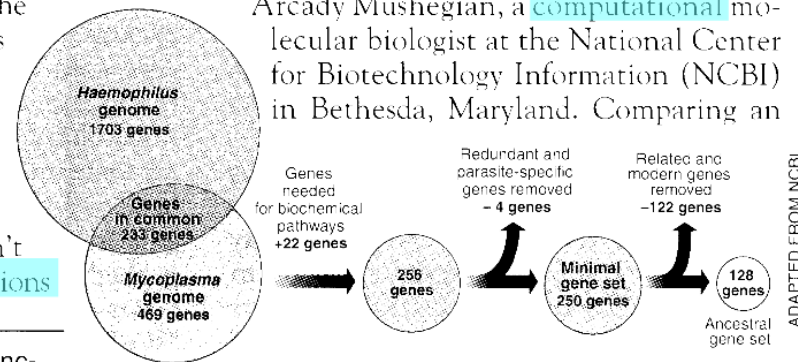 he
s
Arcady Mushegian, a computational mo-
lecular biologist at the National Center
for Biotechnology Information (NCBI)
in Bethesda, Maryland. Comparing an
Haemophilus
genome
1703 genes
Genes
in common
233 genes
Mycoplasma
genome
469 genes
Genes
needed
for biochemical
pathways
+22 genes
256
genes
Redundant and
parasite-specific
genes removed
– 4 genes
Minimal
gene set
250 genes
Related and
modern genes
removed
–122 genes
128
genes
Ancestral
gene set
ADAPTED FROM NCBI
't
ions
nc-